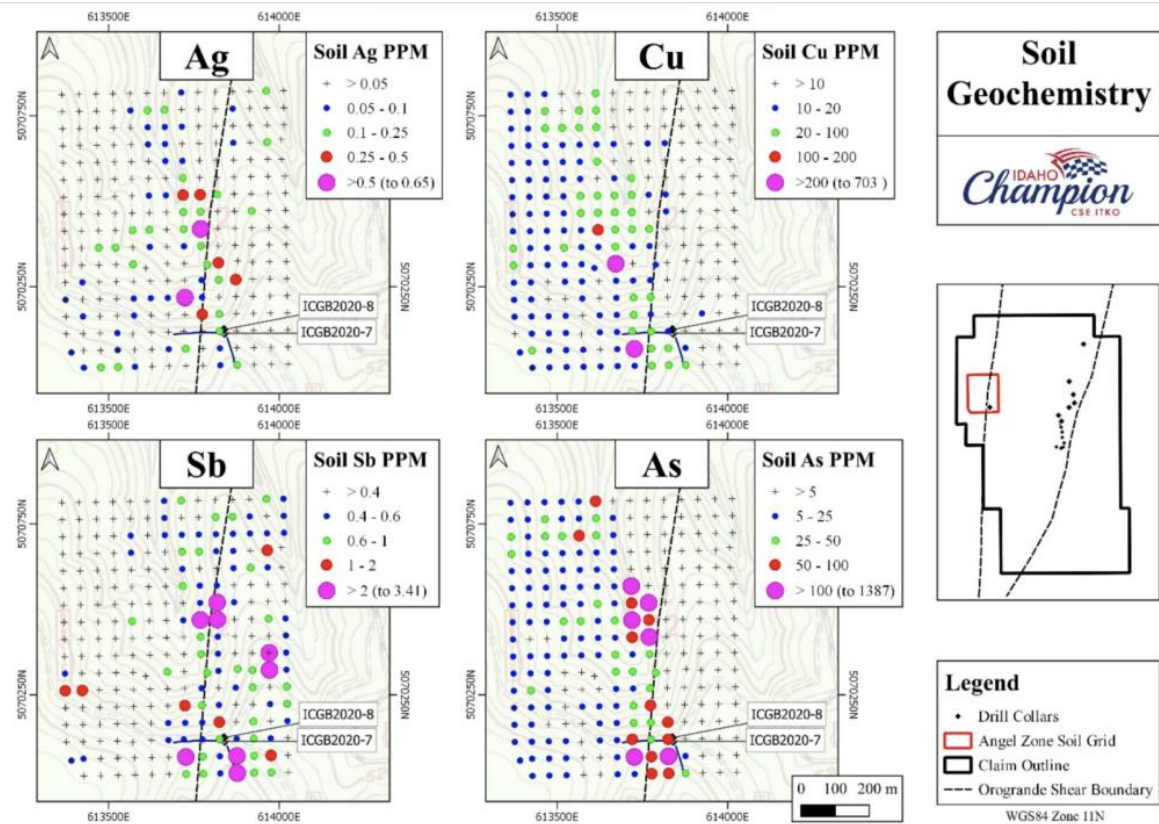 613500E 614000E
Ag
Soil Ag PPM
> 0.05
0.05 - 0.1
0.1 - 0.25
0.25 - 0.5
>0.5 (to 0.65)
5070750N
5070250N
5070250N
ICGB2020-8
ICGB2020-7
613500E 614000E
613500E 614000E
Cu
Soil Cu PPM
> 10
10 - 20
20 - 100
100 - 200
>200 (to 703 )
5070750N
5070250N
5070250N
ICGB2020-8
ICGB2020-7
613500E 614000E
Soil
Geochemistry
IDAHO
Champion
CSE ITKO
613500E 614000E
Sb
Soil Sb PPM
> 0.4
0.4 - 0.6
0.6 - 1
1 - 2
> 2 (to 3.41)
5070750N
5070250N
5070250N
ICGB2020-8
ICGB2020-7
613500E 614000E
613500E 614000E
As
Soil As PPM
> 5
5 - 25
25 - 50
50 - 100
> 100 (to 1387)
5070750N
5070250N
5070250N
ICGB2020-8
ICGB2020-7
0 100 200 m
613500E 614000E
Legend
Drill Collars
Angel Zone Soil Grid
Claim Outline
Orogrande Shear Boundary
WGS84 Zone 11N